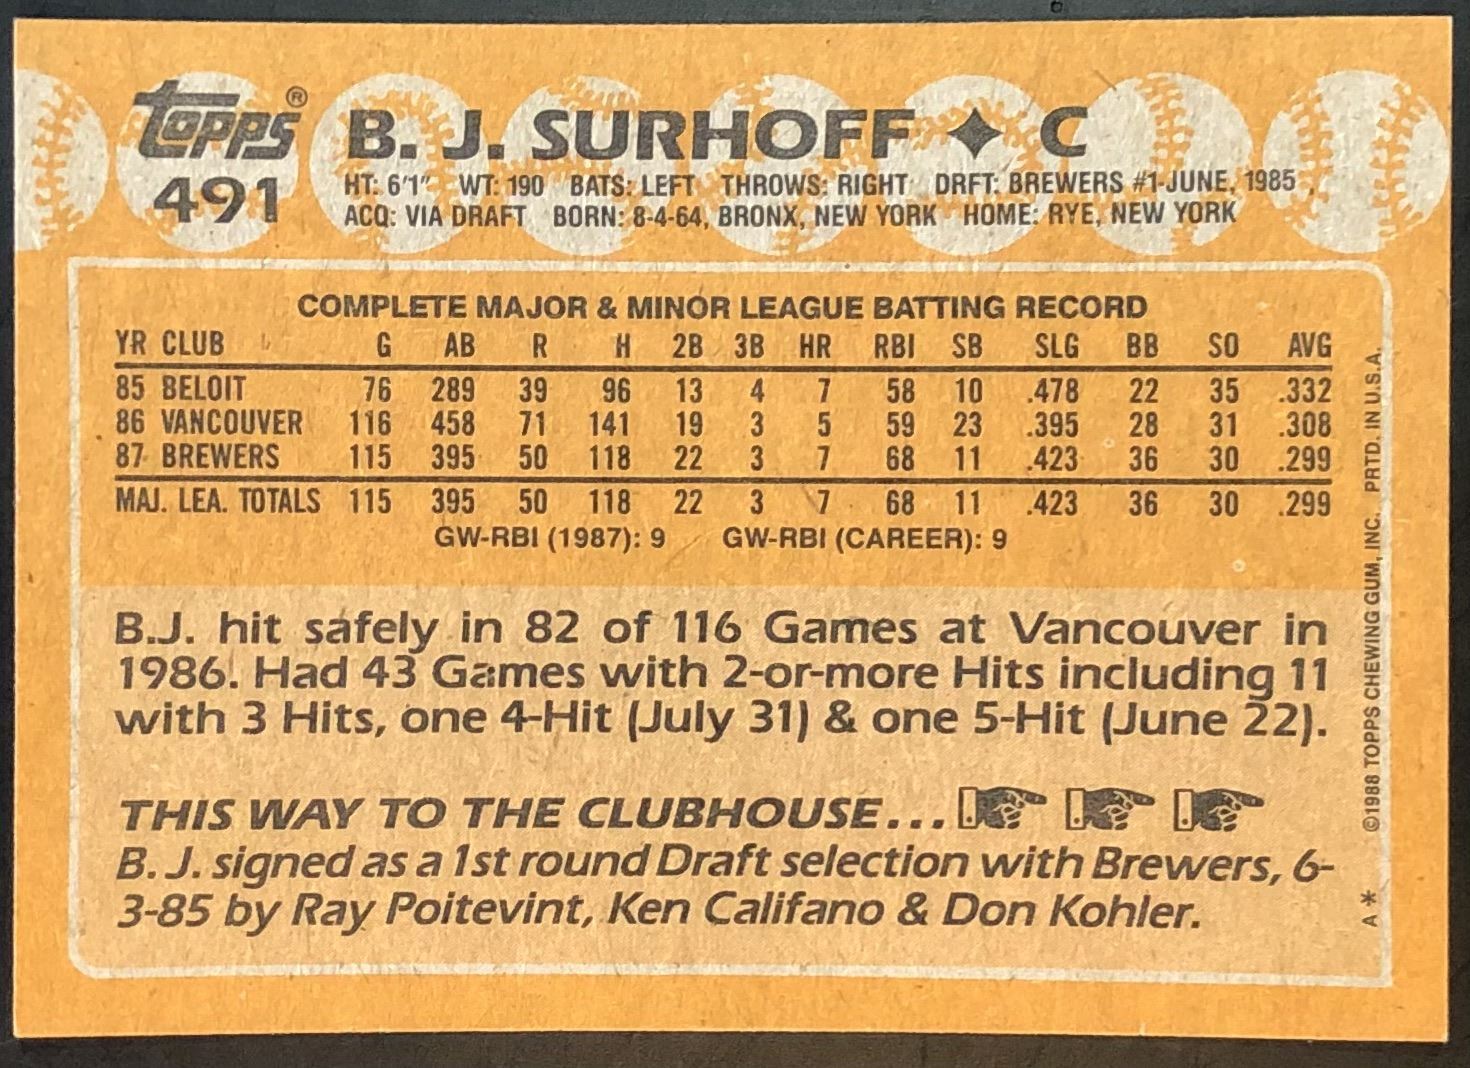 topps® B. J. SURHOFF ✦ C
491 HT: 6'1" WT: 190 BATS: LEFT THROWS: RIGHT DRFT: BREWERS #1-JUNE, 1985
ACQ: VIA DRAFT BORN: 8-4-64, BRONX, NEW YORK HOME: RYE, NEW YORK
COMPLETE MAJOR & MINOR LEAGUE BATTING RECORD
YR CLUB G AB R H 2B 3B HR RBI SB SLG BB SO AVG
85 BELOIT 76 289 39 96 13 4 7 58 10 .478 22 35 .332
86 VANCOUVER 116 458 71 141 19 3 5 59 23 .395 28 31 .308
87 BREWERS 115 395 50 118 22 3 7 68 11 .423 36 30 .299
MAJ. LEA. TOTALS 115 395 50 118 22 3 7 68 11 .423 36 30 .299
GW-RBI (1987): 9 GW-RBI (CAREER): 9
B.J. hit safely in 82 of 116 Games at Vancouver in
1986. Had 43 Games with 2-or-more Hits including 11
with 3 Hits, one 4-Hit (July 31) & one 5-Hit (June 22).
THIS WAY TO THE CLUBHOUSE...
B. J. signed as a 1st round Draft selection with Brewers, 6-
3-85 by Ray Poitevint, Ken Califano & Don Kohler.
A* ©1988 TOPPS CHEWING GUM, INC. PRTD. IN U.S.A.